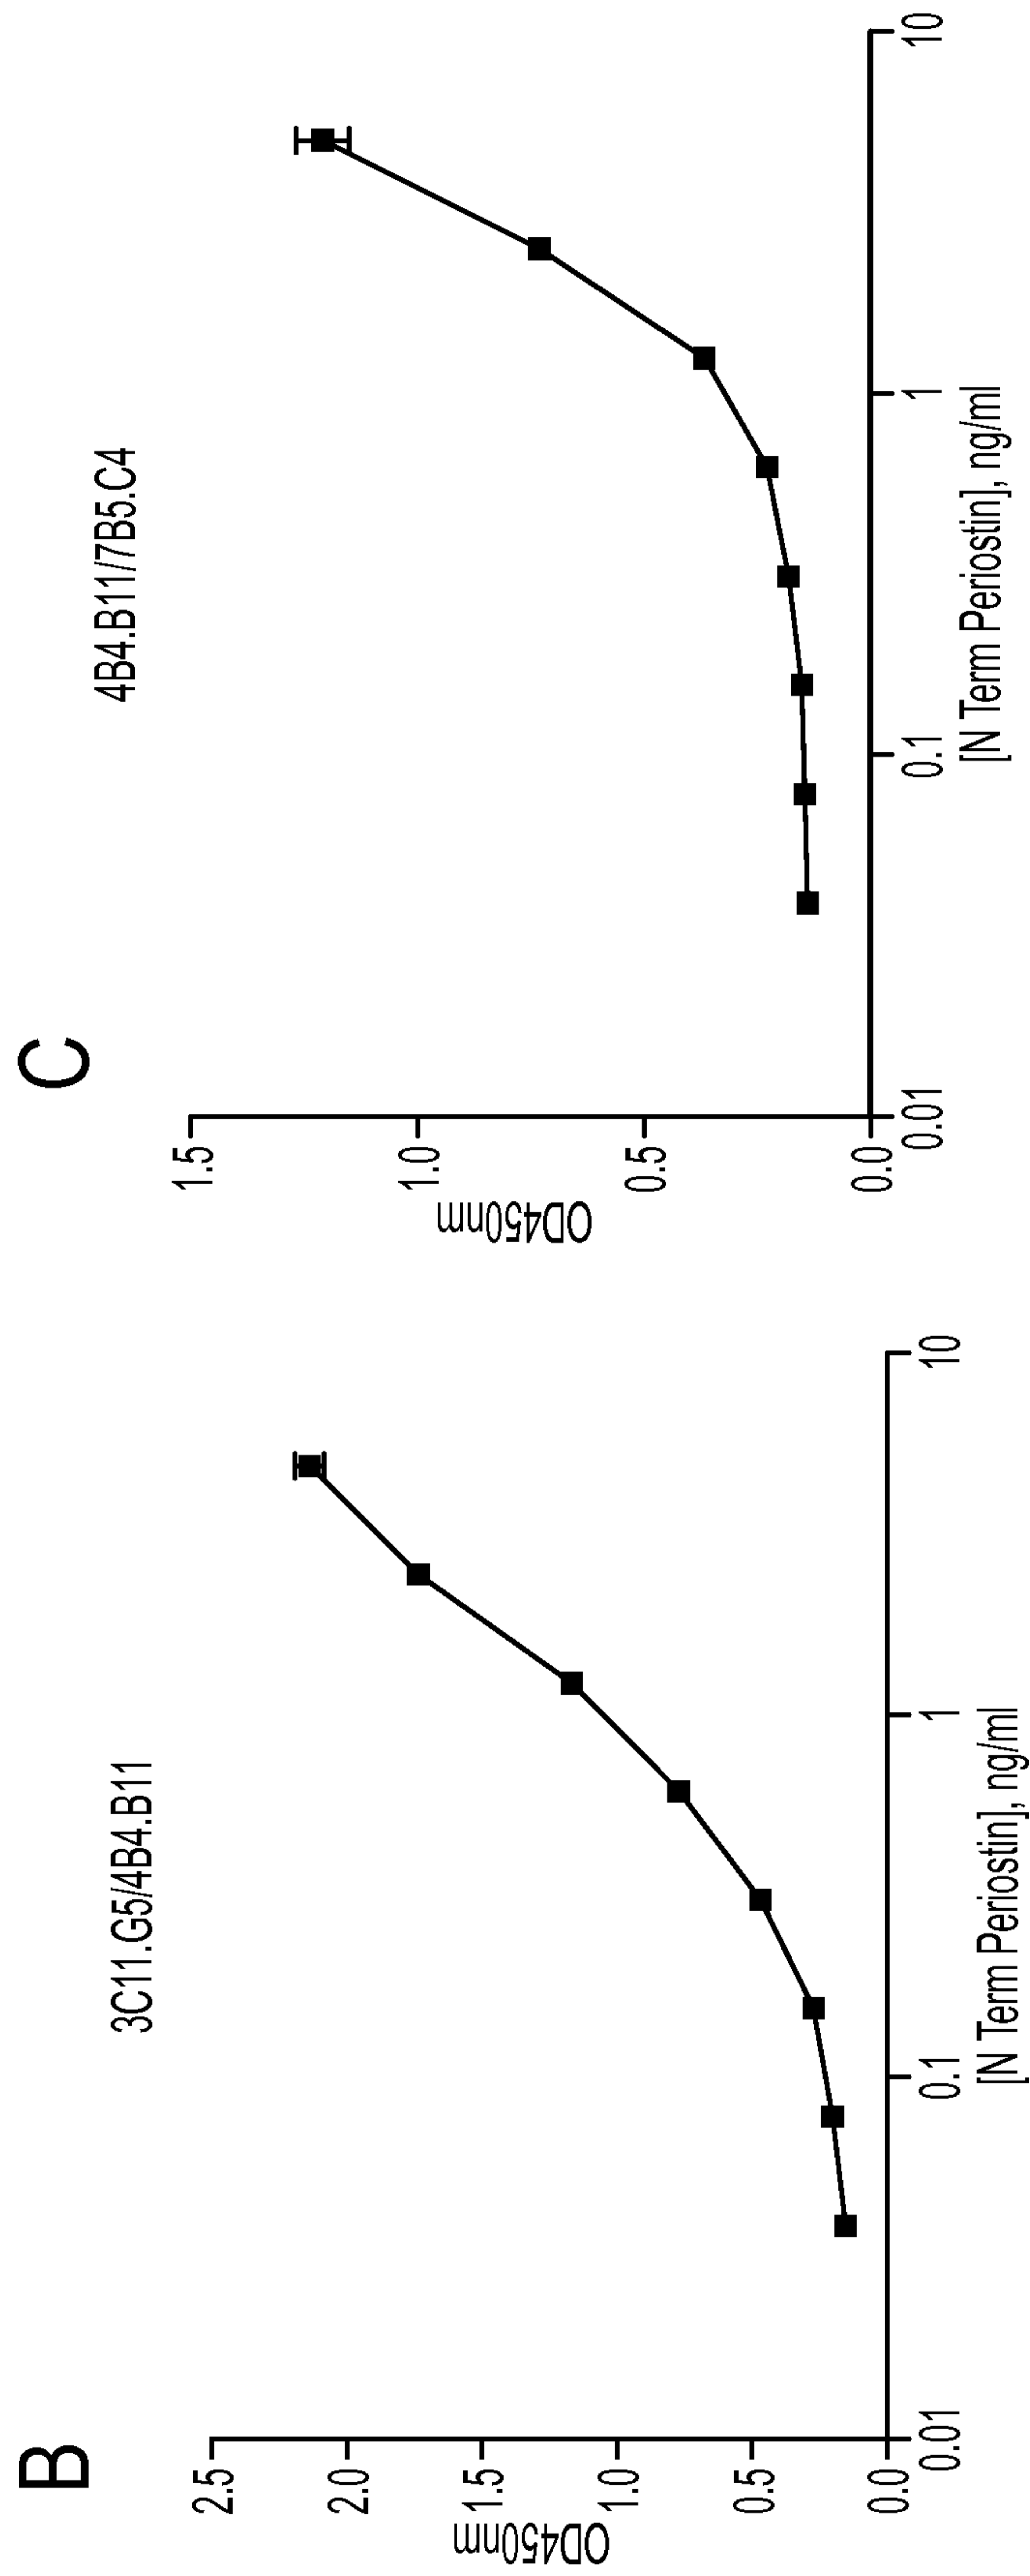 B
3C11.G5/4B4.B11
OD450nm
2.5
2.0
1.5
1.0
0.5
0.0
0.01
0.1
1
10
[N Term Periostin], ng/ml
C
4B4.B11/7B5.C4
OD450nm
1.5
1.0
0.5
0.0
0.01
0.1
1
10
[N Term Periostin], ng/ml